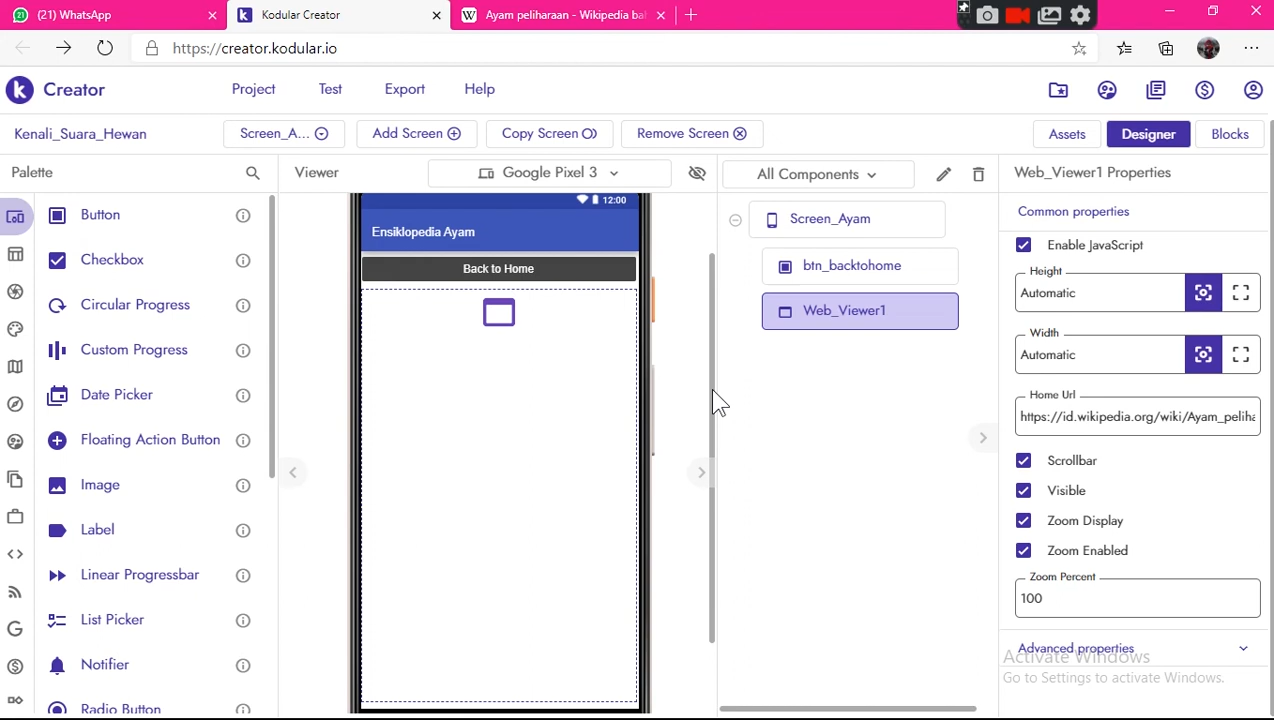 21
(21) WhatsApp
Kodular Creator
Ayam peliharaan - Wikipedia bah
https://creator.kodular.io
Creator
Project
Test
Export
Help
Kenali_Suara_Hewan
Screen_A...
Add Screen
Copy Screen
Remove Screen
Assets
Designer
Blocks
Palette
Viewer
Google Pixel 3
All Components
Web_Viewer1 Properties
Button
Checkbox
Circular Progress
Custom Progress
Date Picker
Floating Action Button
Image
Label
Linear Progressbar
List Picker
Notifier
Radio Button
12:00
Ensiklopedia Ayam
Back to Home
Screen_Ayam
btn_backtohome
Web_Viewer1
Common properties
Enable JavaScript
Height
Automatic
Width
Automatic
Home Url
https://id.wikipedia.org/wiki/Ayam_peliha
Scrollbar
Visible
Zoom Display
Zoom Enabled
Zoom Percent
100
Advanced properties
Activate Windows
Go to Settings to activate Windows.